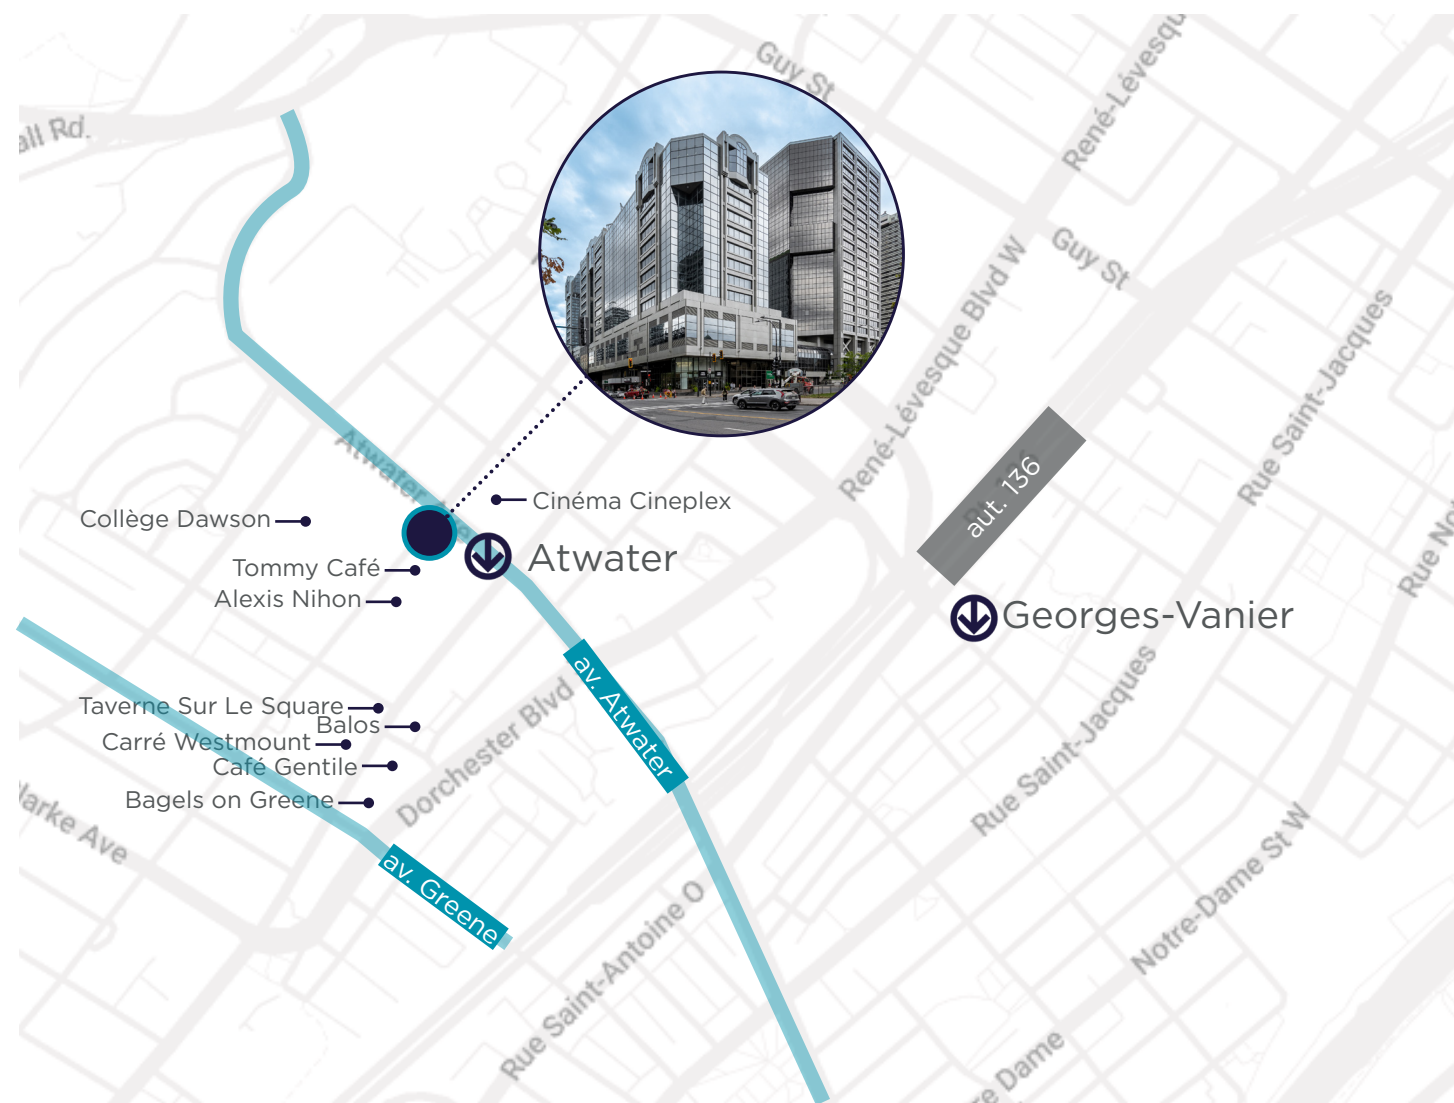 Guy St
René-Lévesque
all Rd.
Guy St
René-Lévesque Blvd W
Rue Saint-Jacques
Atwater
aut. 136
Cinéma Cineplex
Collège Dawson
Atwater
Tommy Café
Alexis Nihon
Georges-Vanier
av. Atwater
Taverne Sur Le Square
Balos
Carré Westmount
Café Gentile
Bagels on Greene
Dorchester Blvd
Rue Saint-Jacques
larke Ave
av. Greene
Notre-Dame St W
Rue Saint-Antoine O
re Dame
Rue No